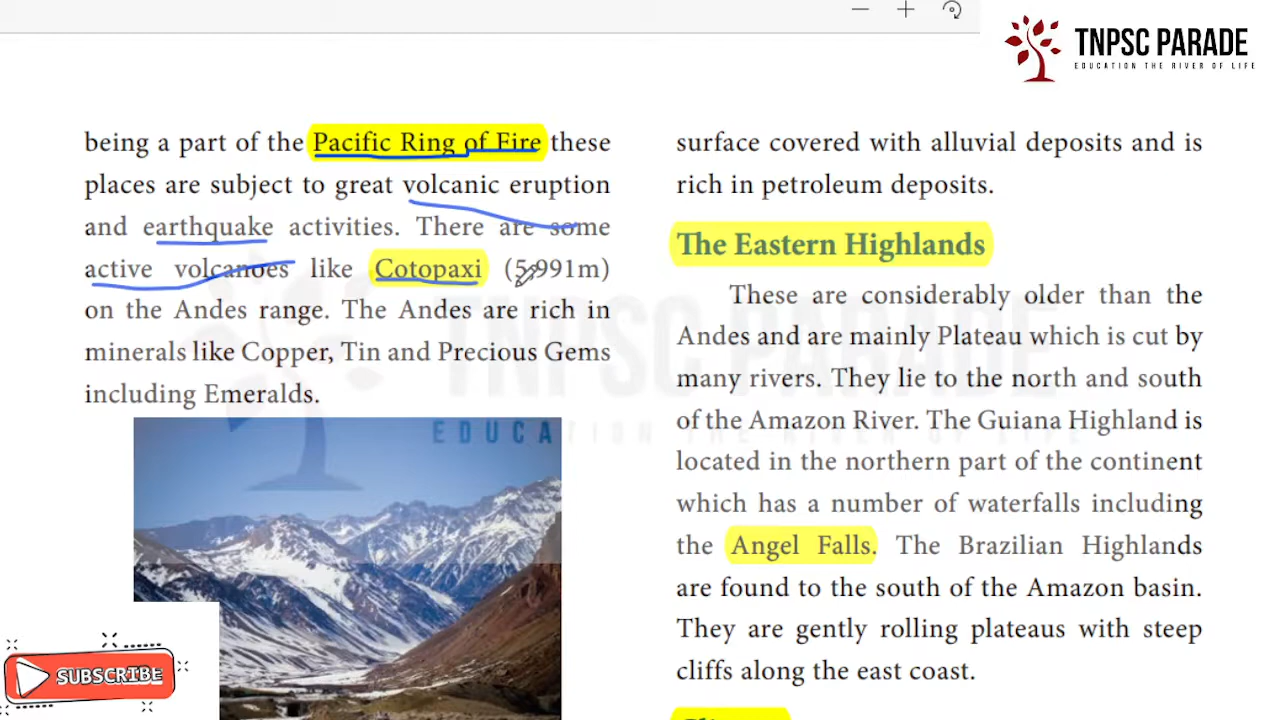 TNPSC PARADE
EDUCATION THE RIVER OF LIFE
being a part of the Pacific Ring of Fire these
places are subject to great volcanic eruption
and earthquake activities. There are some
active volcanoes like Cotopaxi (5,991m)
on the Andes range. The Andes are rich in
minerals like Copper, Tin and Precious Gems
including Emeralds.
surface covered with alluvial deposits and is
rich in petroleum deposits.
The Eastern Highlands
These are considerably older than the
Andes and are mainly Plateau which is cut by
many rivers. They lie to the north and south
of the Amazon River. The Guiana Highland is
located in the northern part of the continent
which has a number of waterfalls including
the Angel Falls. The Brazilian Highlands
are found to the south of the Amazon basin.
They are gently rolling plateaus with steep
cliffs along the east coast.
TNPSC PARADE
EDUCATION THE RIVER OF LIFE
SUBSCRIBE